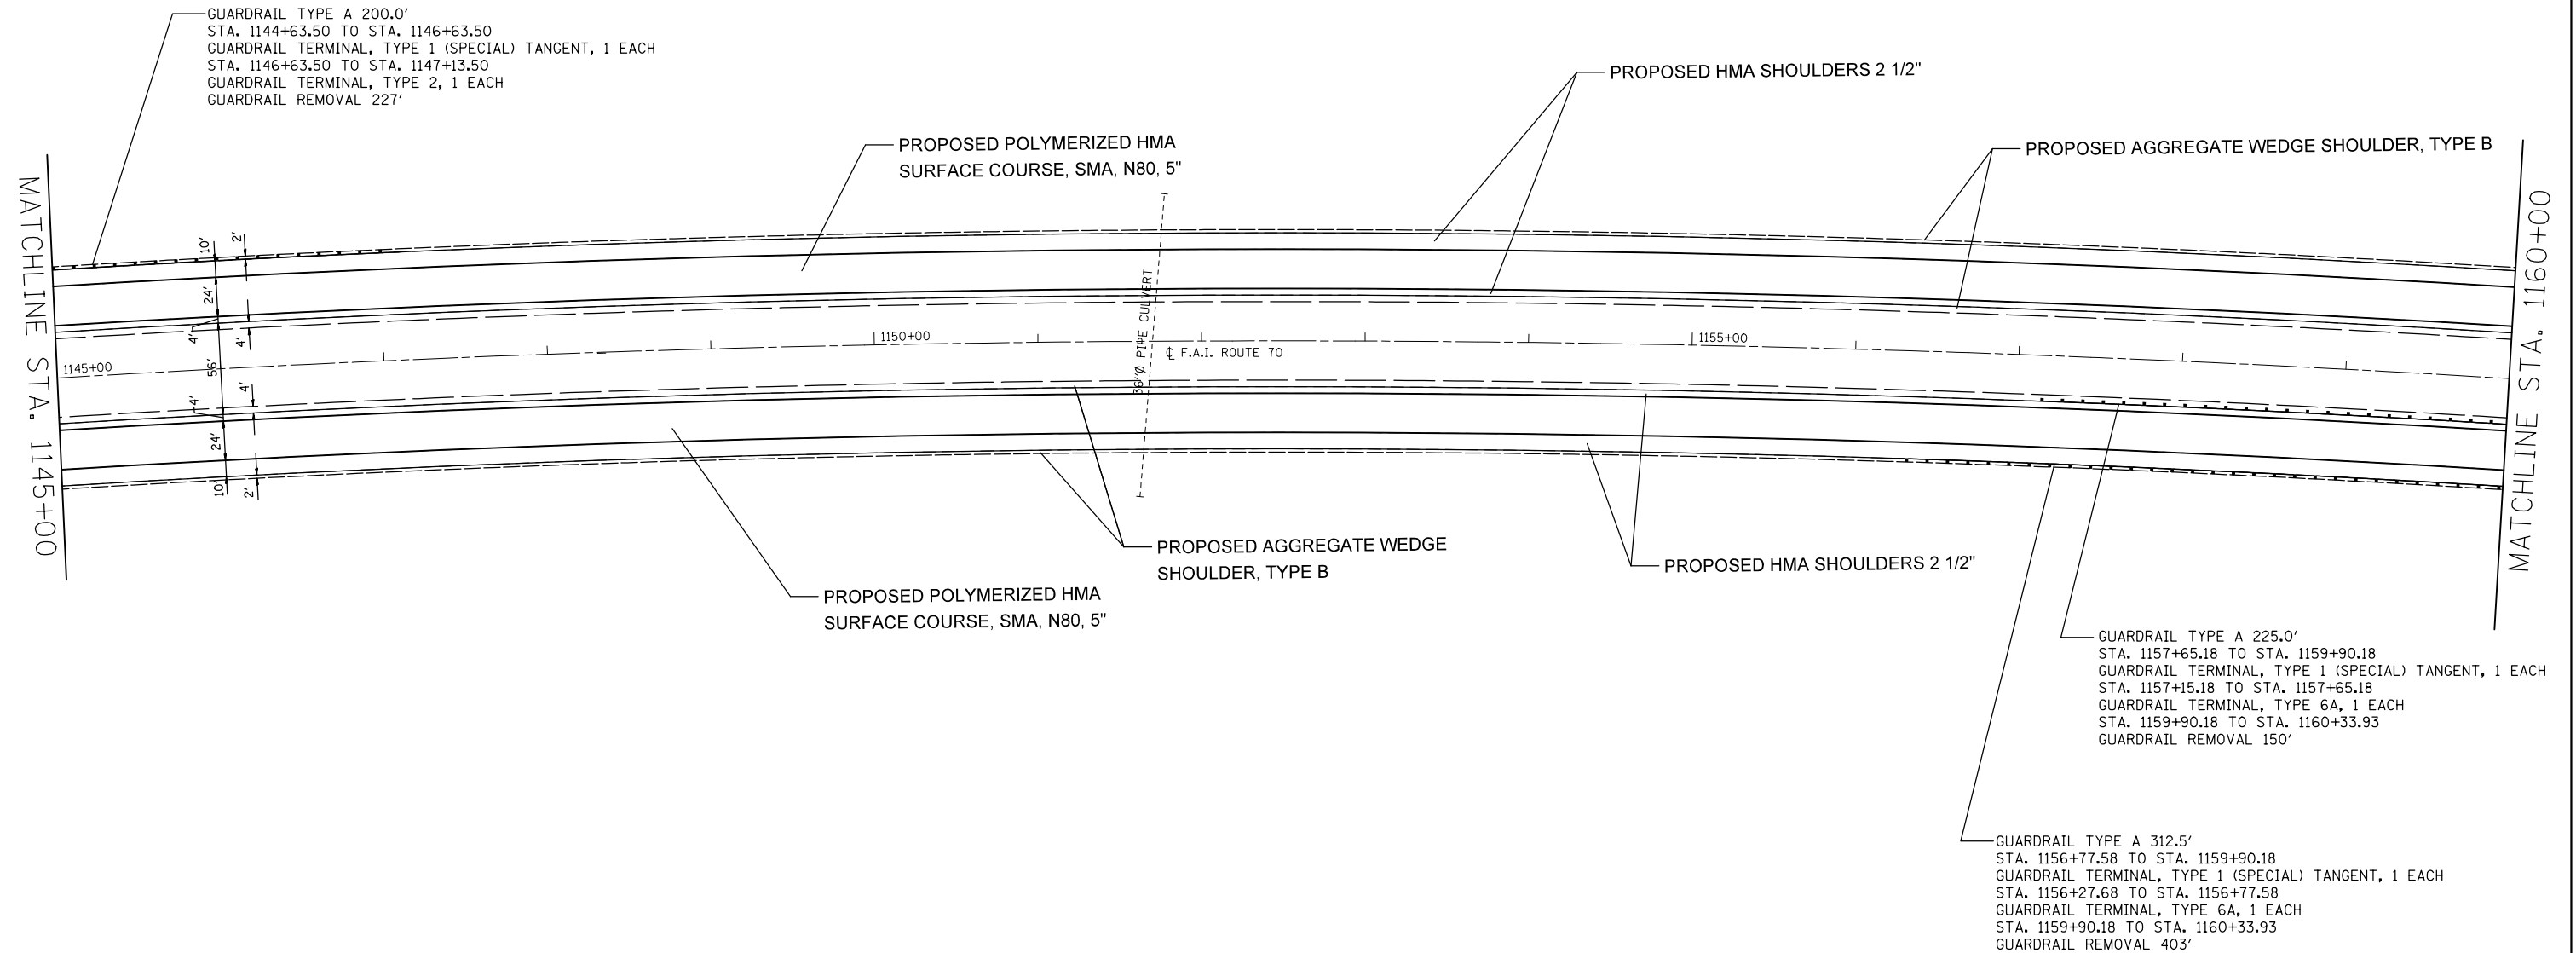 GUARDRAIL TYPE A 200.0'
STA. 1144+63.50 TO STA. 1146+63.50
GUARDRAIL TERMINAL, TYPE 1 (SPECIAL) TANGENT, 1 EACH
STA. 1146+63.50 TO STA. 1147+13.50
GUARDRAIL TERMINAL, TYPE 2, 1 EACH
GUARDRAIL REMOVAL 227'
PROPOSED HMA SHOULDERS 2 1/2"
PROPOSED POLYMERIZED HMA
SURFACE COURSE, SMA, N80, 5"
PROPOSED AGGREGATE WEDGE SHOULDER, TYPE B
MATCHLINE STA. 1145+00
MATCHLINE STA. 1160+00
10'
2'
24'
4'
4'
56'
4'
4'
24'
10'
2'
1145+00
1150+00
1155+00
36"Ø PIPE CULVERT
℄ F.A.I. ROUTE 70
PROPOSED AGGREGATE WEDGE
SHOULDER, TYPE B
PROPOSED HMA SHOULDERS 2 1/2"
PROPOSED POLYMERIZED HMA
SURFACE COURSE, SMA, N80, 5"
GUARDRAIL TYPE A 225.0'
STA. 1157+65.18 TO STA. 1159+90.18
GUARDRAIL TERMINAL, TYPE 1 (SPECIAL) TANGENT, 1 EACH
STA. 1157+15.18 TO STA. 1157+65.18
GUARDRAIL TERMINAL, TYPE 6A, 1 EACH
STA. 1159+90.18 TO STA. 1160+33.93
GUARDRAIL REMOVAL 150'
GUARDRAIL TYPE A 312.5'
STA. 1156+77.58 TO STA. 1159+90.18
GUARDRAIL TERMINAL, TYPE 1 (SPECIAL) TANGENT, 1 EACH
STA. 1156+27.68 TO STA. 1156+77.58
GUARDRAIL TERMINAL, TYPE 6A, 1 EACH
STA. 1159+90.18 TO STA. 1160+33.93
GUARDRAIL REMOVAL 403'